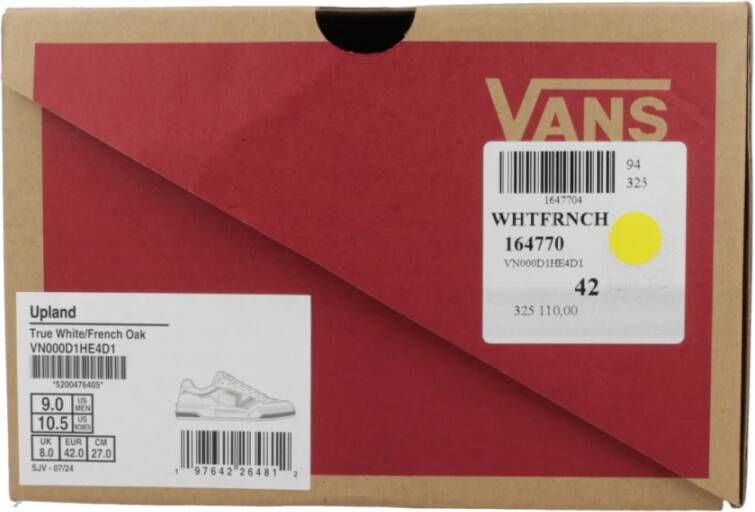 VANS
94
325
1647704
WHTFRNCH
164770
VN000D1HE4D1
42
325 110,00
Upland
True White/French Oak
VN000D1HE4D1
*5200476405*
9.0 US MEN
10.5 US WOMEN
UK EUR CM
8.0 42.0 27.0
SJV - 07/24
1 97642 26481 2